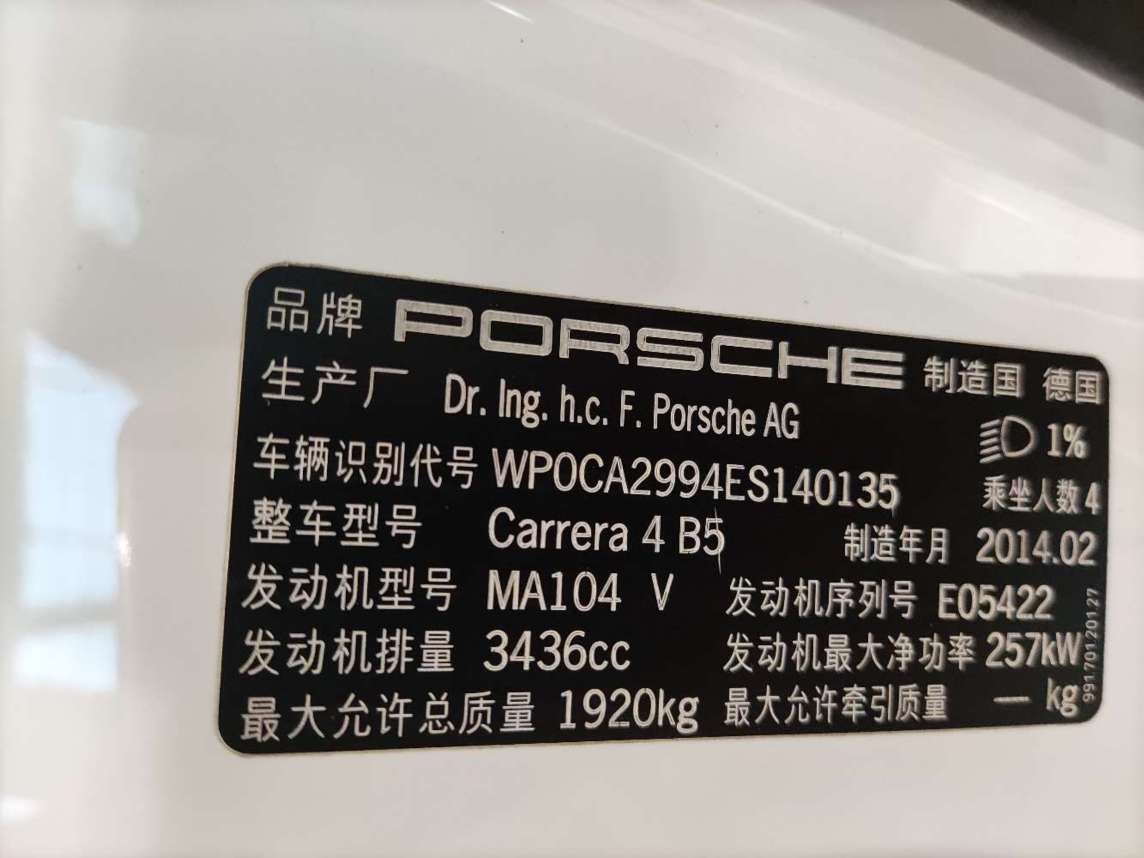 品牌 PORSCHE 制造国 德国
生产厂 Dr. Ing. h.c. F. Porsche AG 1%
车辆识别代号 WP0CA2994ES140135 乘坐人数 4
整车型号 Carrera 4 B5 制造年月 2014.02
发动机型号 MA104 V 发动机序列号 E05422
发动机排量 3436cc 发动机最大净功率 257kW
最大允许总质量 1920kg 最大允许牵引质量 — kg
99170120127